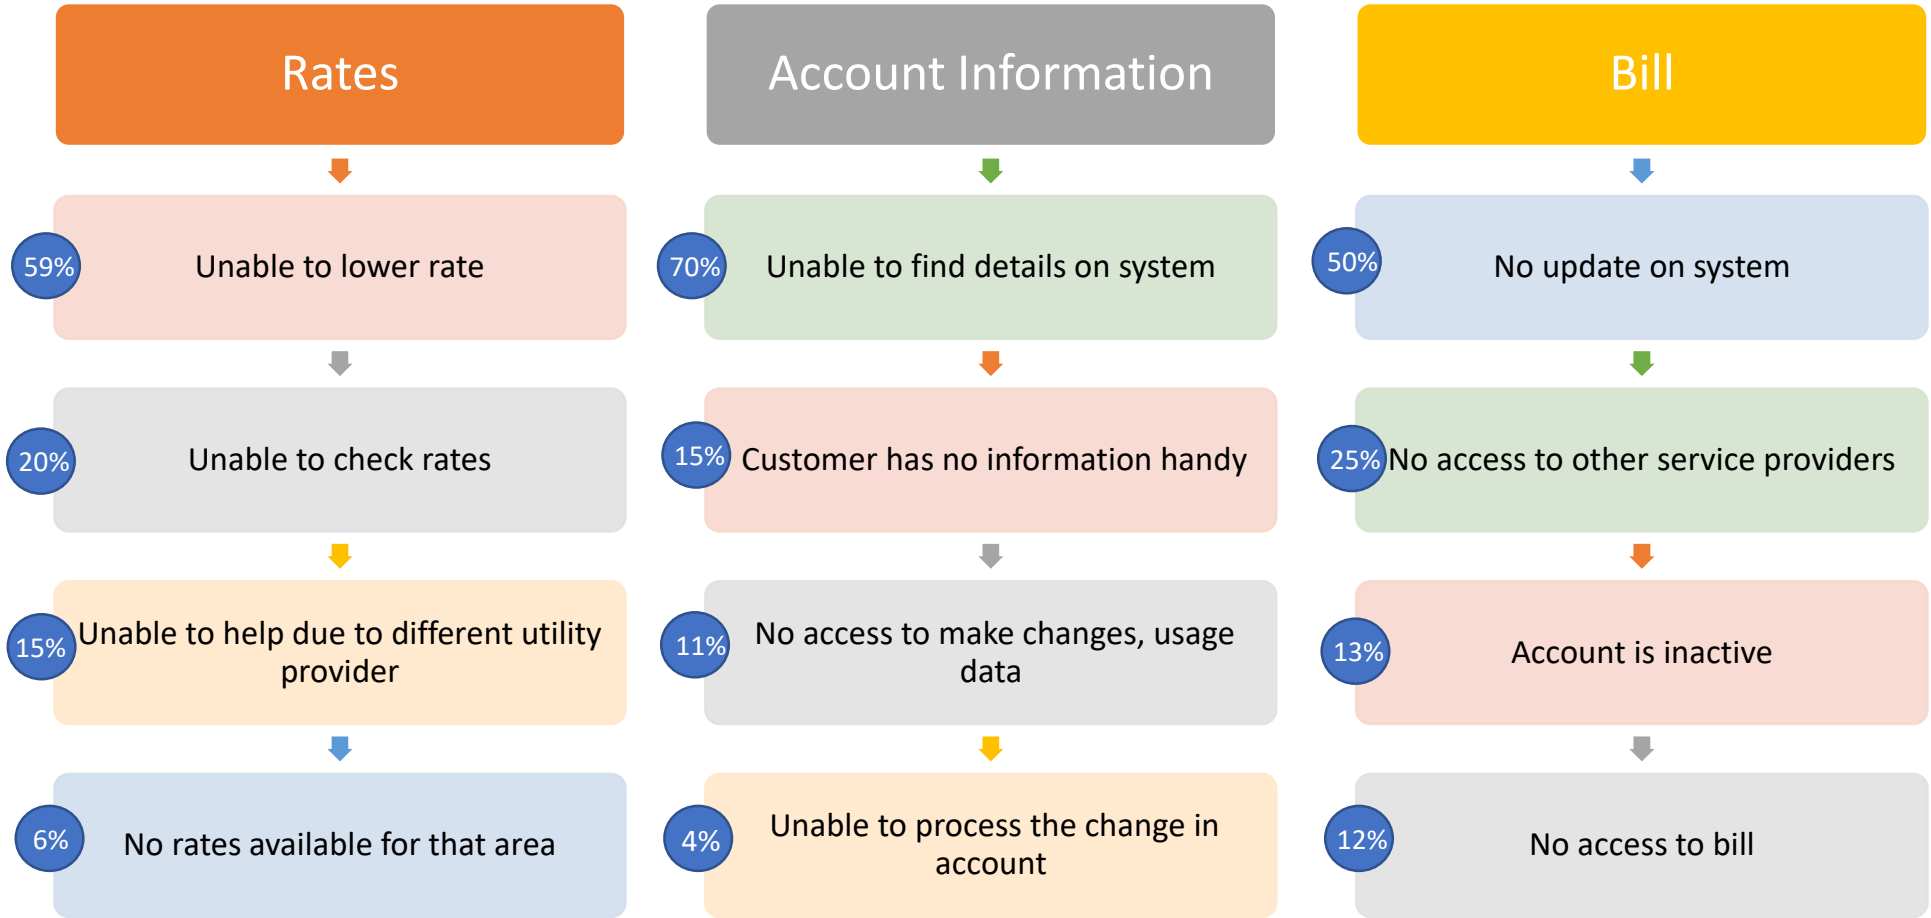 Rates
59%
Unable to lower rate
20%
Unable to check rates
15%
Unable to help due to different utility
provider
6%
No rates available for that area
Account Information
70%
Unable to find details on system
15%
Customer has no information handy
11%
No access to make changes, usage
data
4%
Unable to process the change in
account
Bill
50%
No update on system
25%
No access to other service providers
13%
Account is inactive
12%
No access to bill